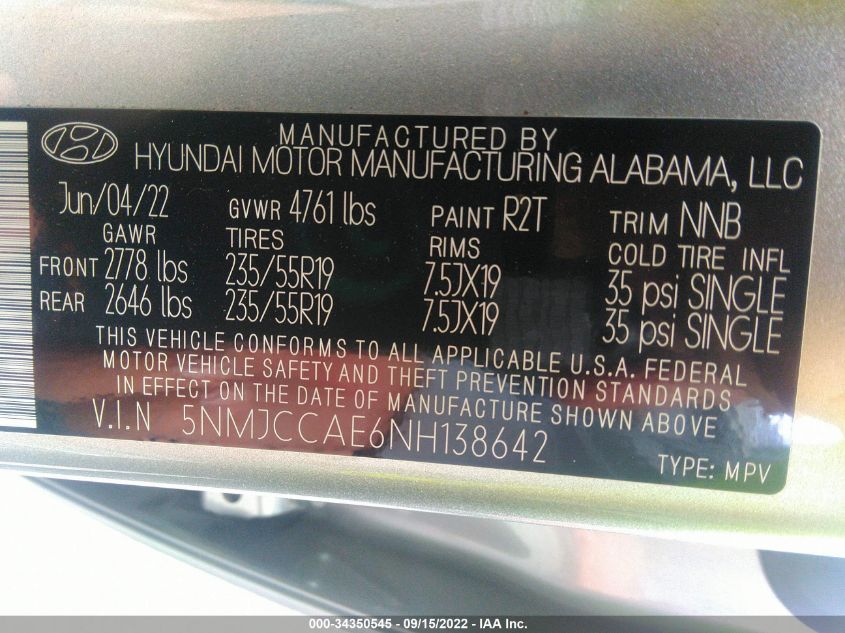 MANUFACTURED BY
HYUNDAI MOTOR MANUFACTURING ALABAMA, LLC
Jun/04/22 GVWR 4761 lbs PAINT R2T TRIM NNB
GAWR TIRES RIMS COLD TIRE INFL
FRONT 2778 lbs 235/55R19 7.5JX19 35 psi SINGLE
REAR 2646 lbs 235/55R19 7.5JX19 35 psi SINGLE
THIS VEHICLE CONFORMS TO ALL APPLICABLE U.S.A. FEDERAL
MOTOR VEHICLE SAFETY AND THEFT PREVENTION STANDARDS
IN EFFECT ON THE DATE OF MANUFACTURE SHOWN ABOVE
V.I.N 5NMJCCAE6NH138642
TYPE: MPV
000-34350545 - 09/15/2022 - IAA Inc.